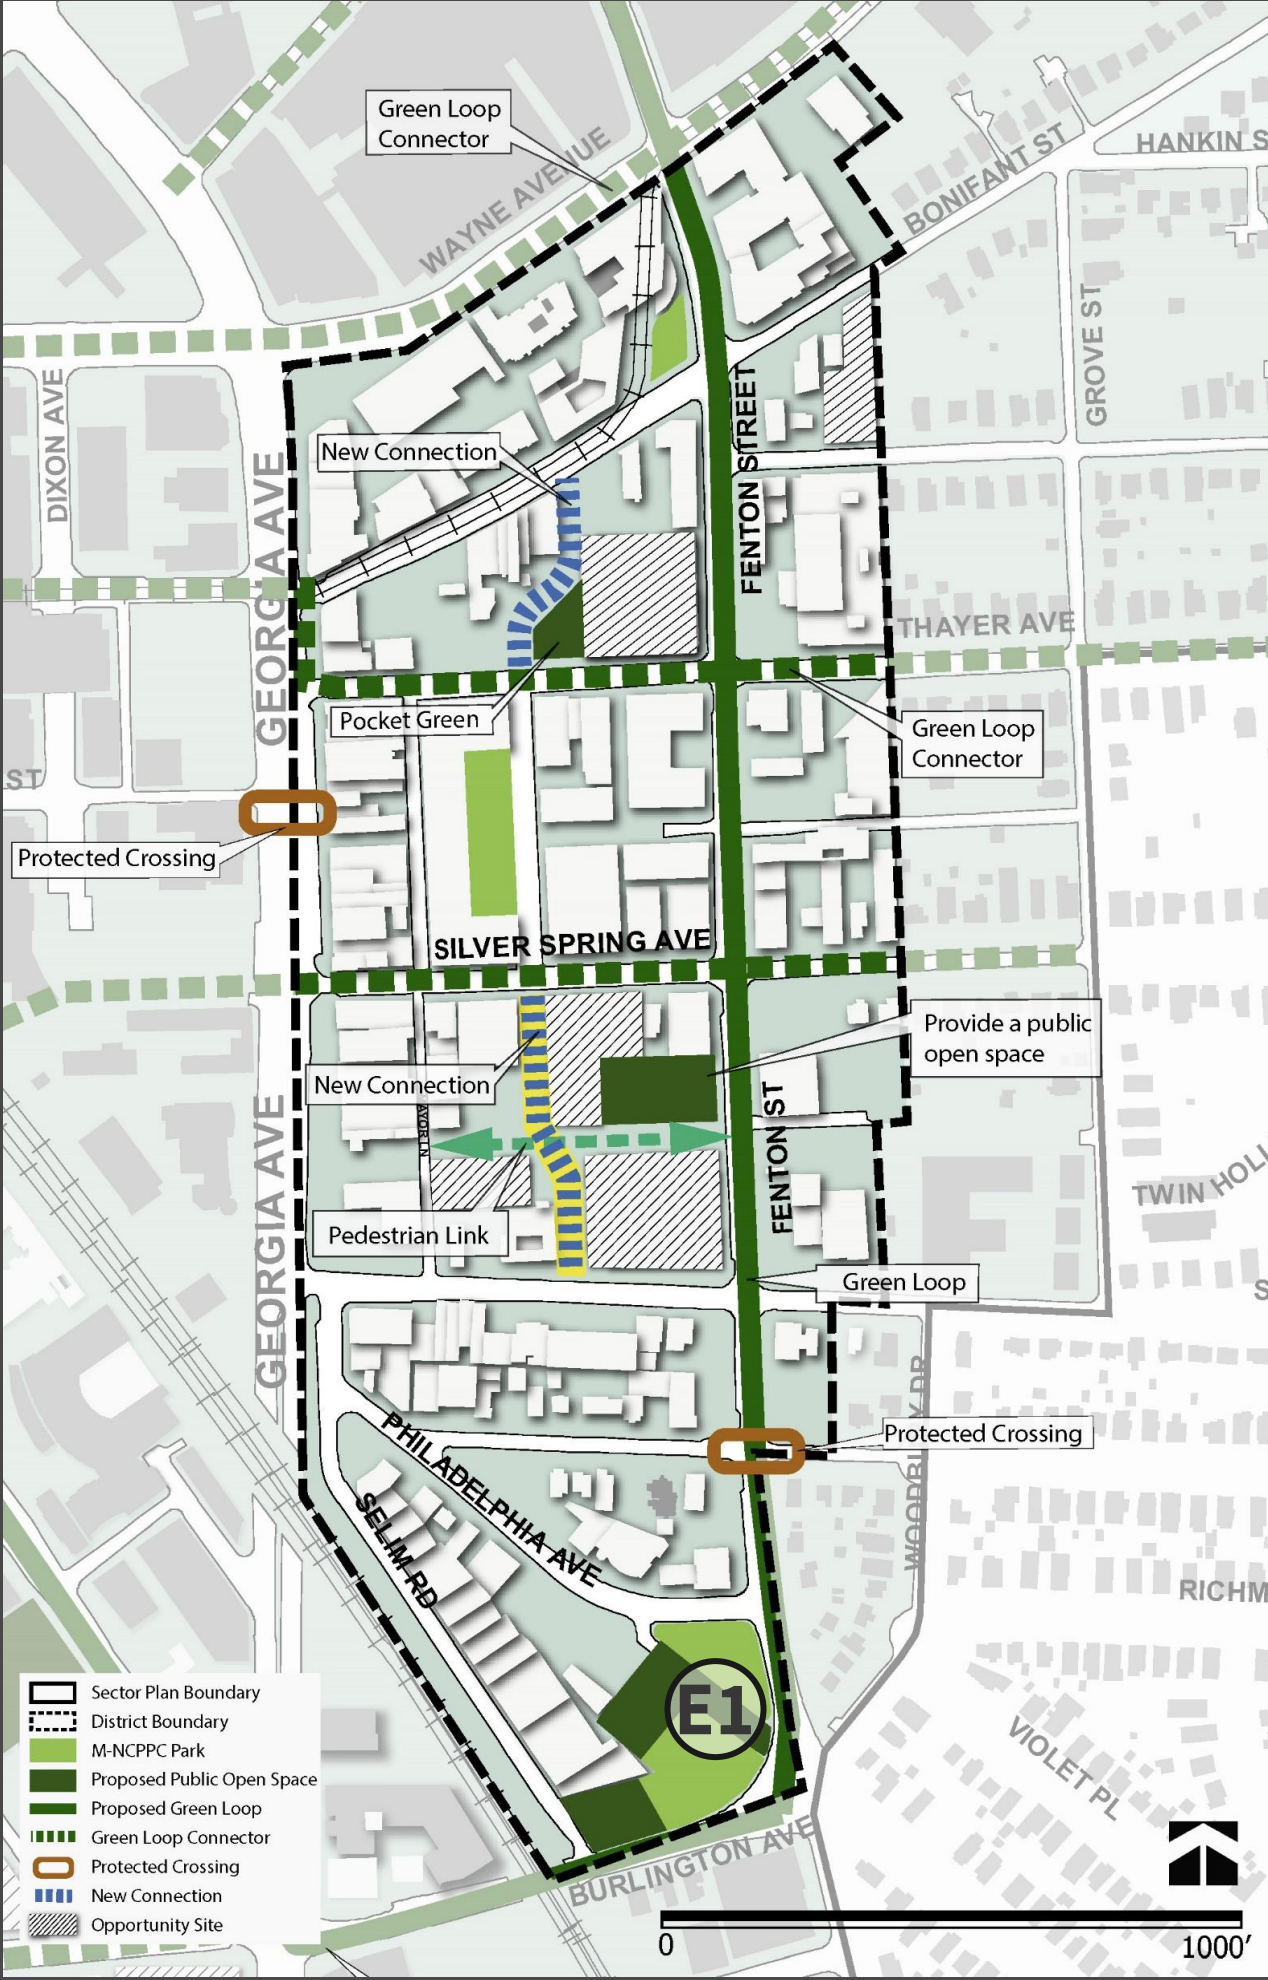 Green Loop
Connector
WAYNE AVENUE
BONIFANT ST
HANKIN S
DIXON AVE
GROVE ST
New Connection
FENTON STREET
GEORGIA AVE
THAYER AVE
Pocket Green
Green Loop
Connector
ST
Protected Crossing
SILVER SPRING AVE
Provide a public
open space
New Connection
FENTON ST
GEORGIA AVE
TWIN HOLL
Pedestrian Link
Green Loop
S
Protected Crossing
PHILADELPHIA AVE
SELIM RD
RICHM
E1
VIOLET PL
BURLINGTON AVE
Sector Plan Boundary
District Boundary
M-NCPPC Park
Proposed Public Open Space
Proposed Green Loop
Green Loop Connector
Protected Crossing
New Connection
Opportunity Site
0
1000'